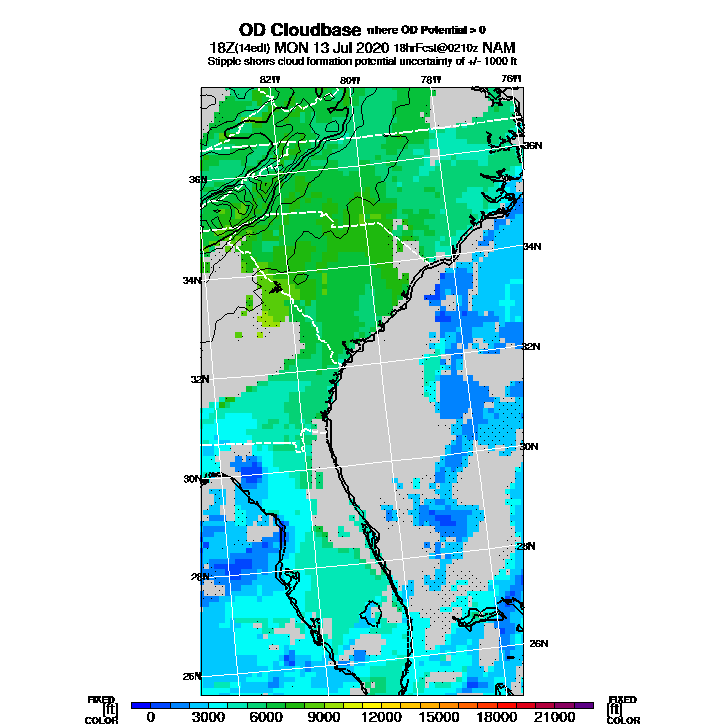 OD Cloudbase where OD Potential > 0
18Z(14edt) MON 13 Jul 2020 18hrFcst@0210z NAM
Stipple shows cloud formation potential uncertainty of +/- 1000 ft
82W 80W 78W 76W
36N
36N
34N
34N
32N
32N
30N
30N
28N
28N
26N
26N
FIXED FIXED
[ft] [ft]
COLOR COLOR
0 3000 6000 9000 12000 15000 18000 21000